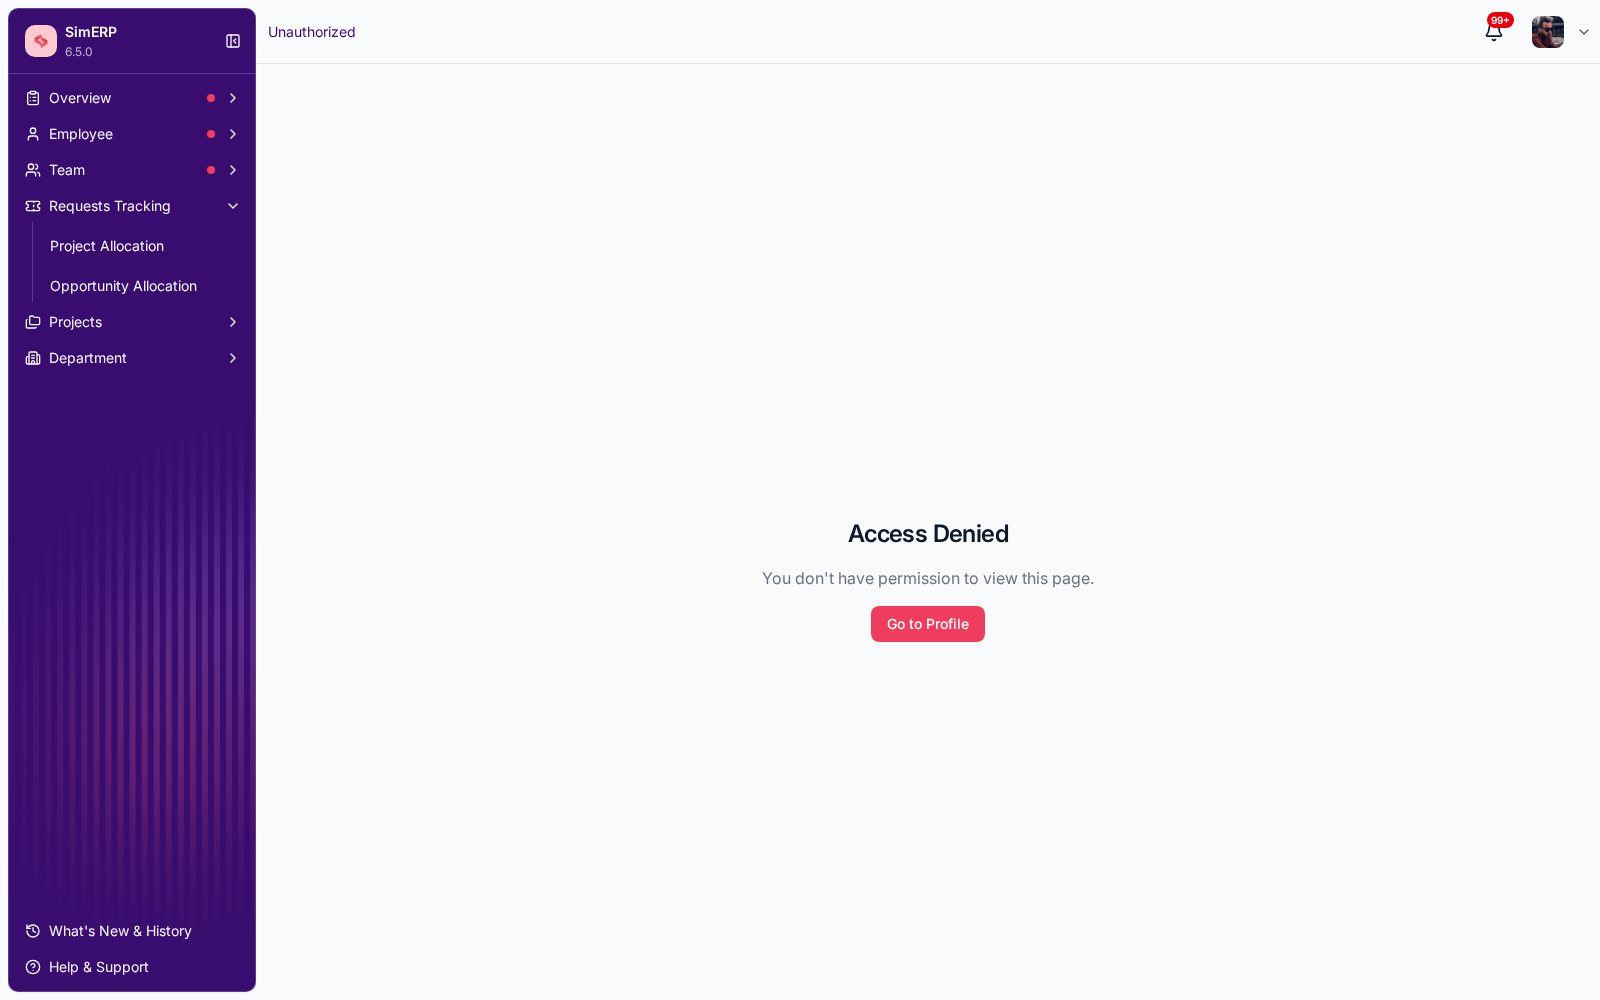 SimERP
6.5.0
Unauthorized
99+
Overview
Employee
Team
Requests Tracking
Project Allocation
Opportunity Allocation
Projects
Department
Access Denied
You don't have permission to view this page.
Go to Profile
What's New & History
Help & Support